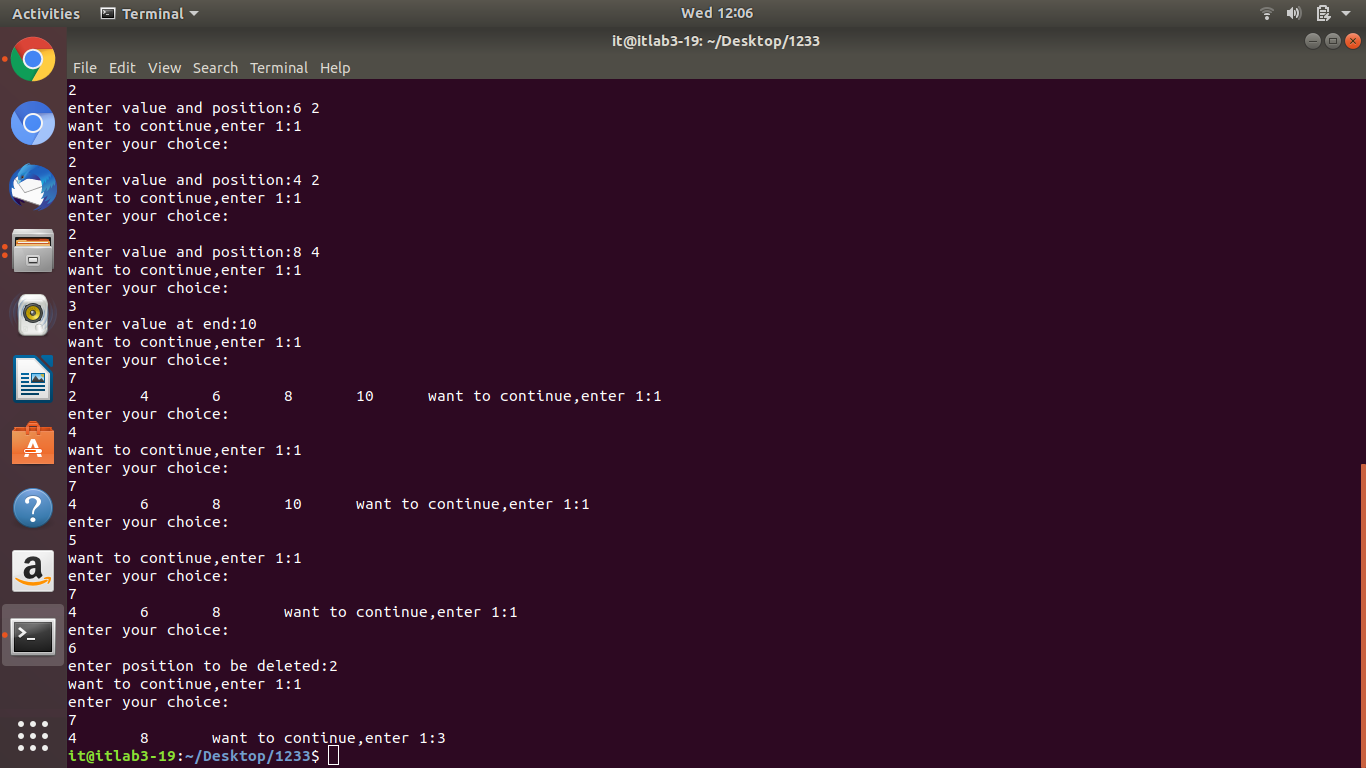 Activities Terminal Wed 12:06
it@itlab3-19: ~/Desktop/1233
File Edit View Search Terminal Help
2
enter value and position:6 2
want to continue,enter 1:1
enter your choice:
2
enter value and position:4 2
want to continue,enter 1:1
enter your choice:
2
enter value and position:8 4
want to continue,enter 1:1
enter your choice:
3
enter value at end:10
want to continue,enter 1:1
enter your choice:
7
2 4 6 8 10 want to continue,enter 1:1
enter your choice:
4
want to continue,enter 1:1
enter your choice:
7
4 6 8 10 want to continue,enter 1:1
enter your choice:
5
want to continue,enter 1:1
enter your choice:
7
4 6 8 want to continue,enter 1:1
enter your choice:
6
enter position to be deleted:2
want to continue,enter 1:1
enter your choice:
7
4 8 want to continue,enter 1:3
it@itlab3-19:~/Desktop/1233$